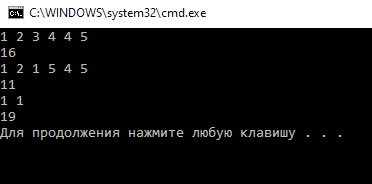 C:\WINDOWS\system32\cmd.exe
1 2 3 4 4 5
16
1 2 1 5 4 5
11
1 1
19
Для продолжения нажмите любую клавишу . . .